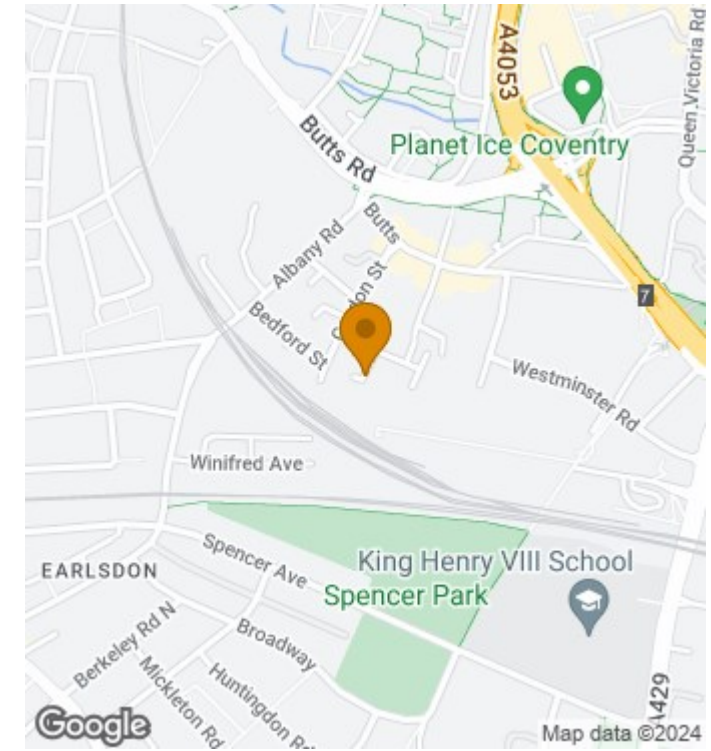 A4053
Queen Victoria Rd
Planet Ice Coventry
Butts Rd
Butts
Albany Rd
7
Bedford St
Westminster Rd
Winifred Ave
King Henry VIII School
Spencer Park
EARLSDON
Spencer Ave
Berkeley Rd N
Broadway
Mickleton Rd
Huntingdon Rd
A429
Google
Map data ©2024